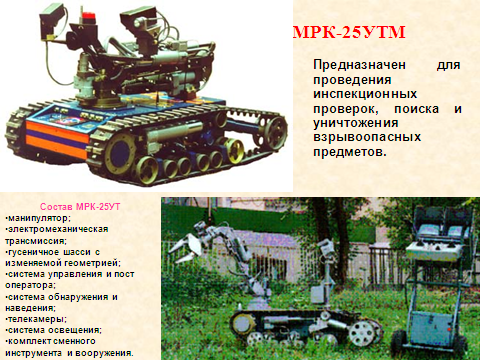 МРК-25УТМ
Предназначен для
проведения
инспекционных
проверок, поиска и
уничтожения
взрывоопасных
предметов.
Состав МРК-25УТ
•манипулятор;
•электромеханическая
трансмиссия;
•гусеничное шасси с
изменяемой геометрией;
•система управления и пост
оператора;
•система обнаружения и
наведения;
•телекамеры;
•система освещения;
•комплект сменного
инструмента и вооружения.